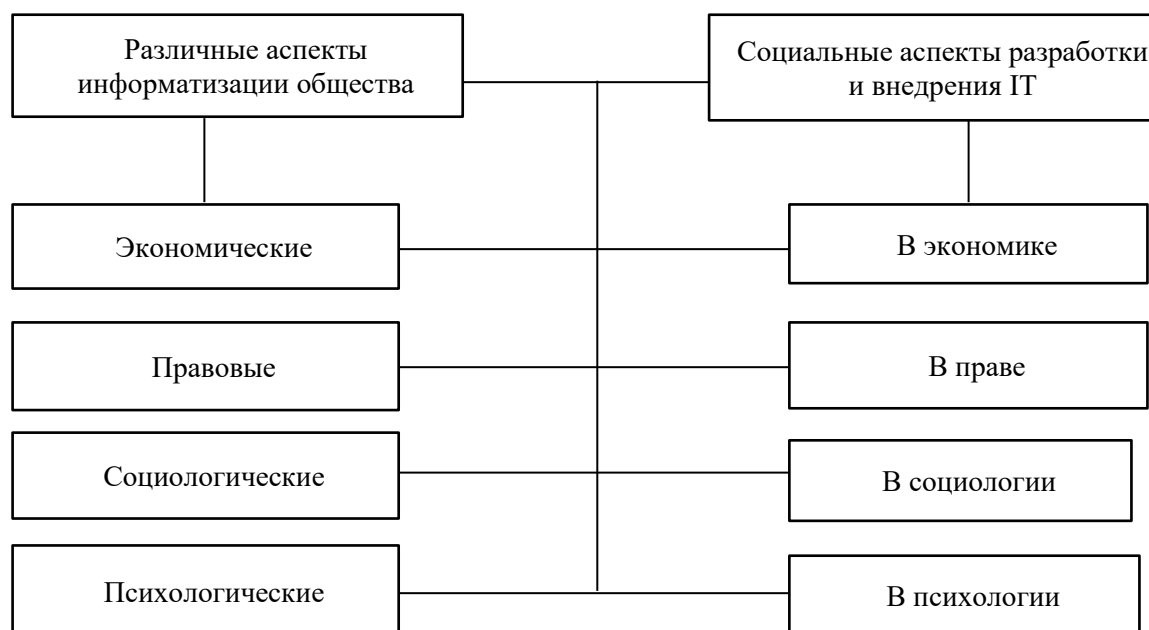 Различные аспекты
информатизации общества
Социальные аспекты разработки
и внедрения IT
Экономические
В экономике
Правовые
В праве
Социологические
В социологии
Психологические
В психологии